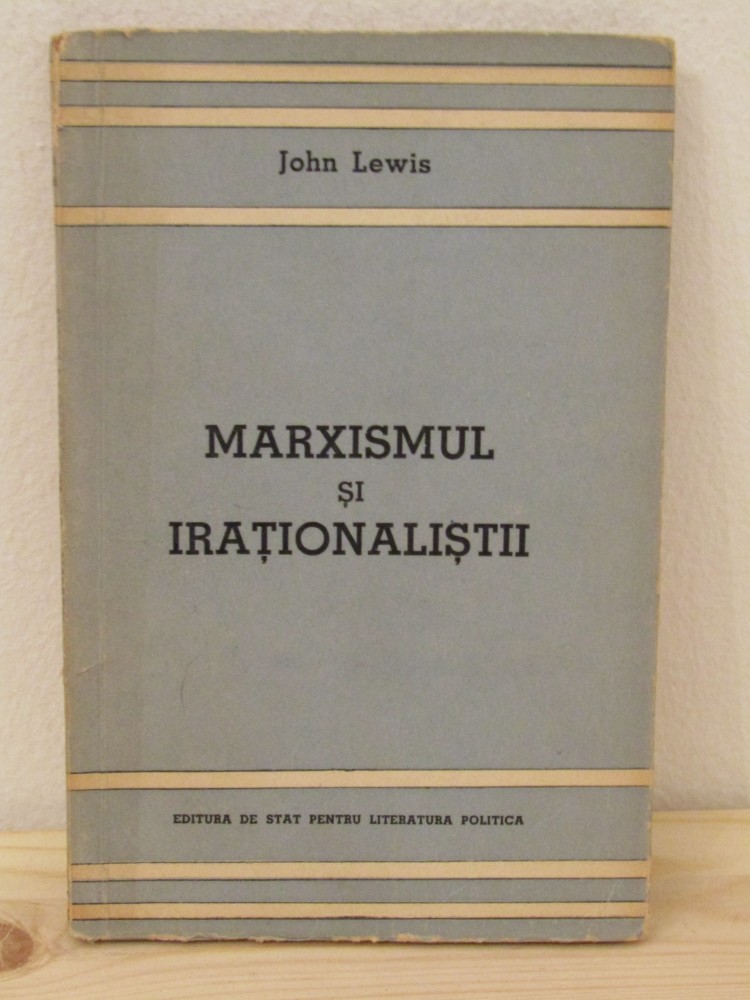 John Lewis
MARXISMUL
ȘI
IRAȚIONALIȘTII
EDITURA DE STAT PENTRU LITERATURA POLITICA